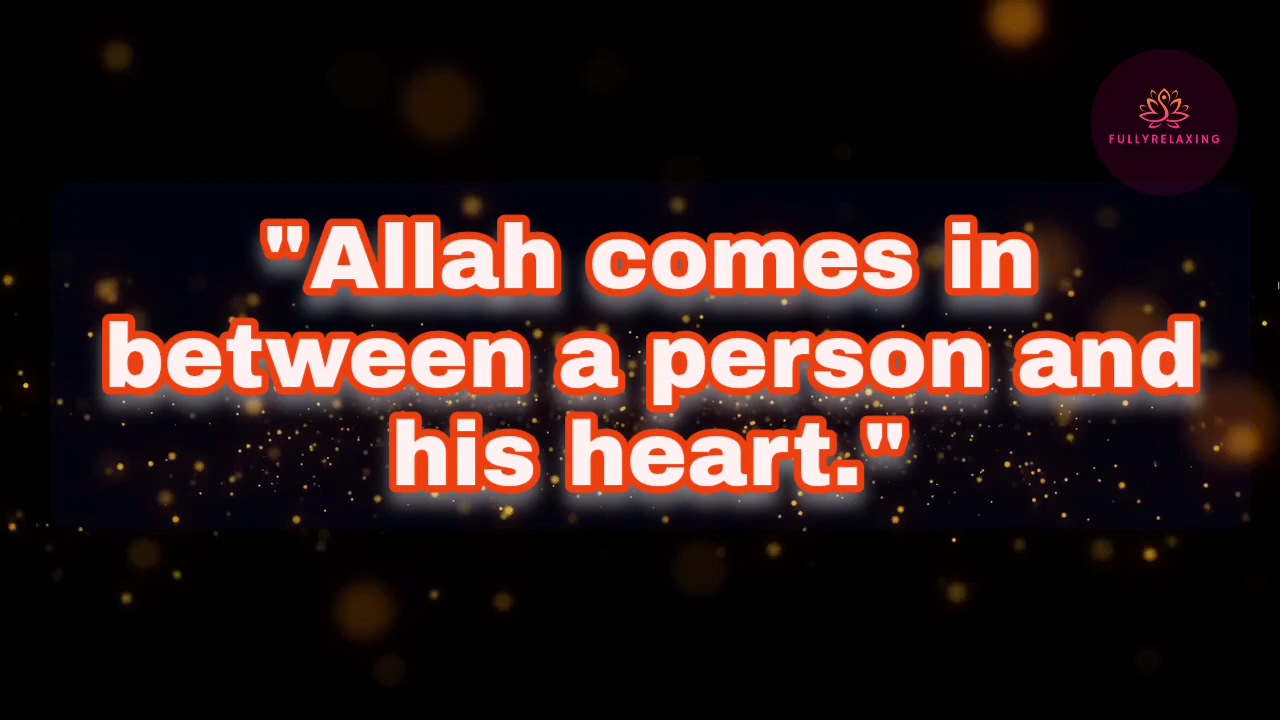 FULLYRELAXING
"Allah comes in
between a person and
his heart."